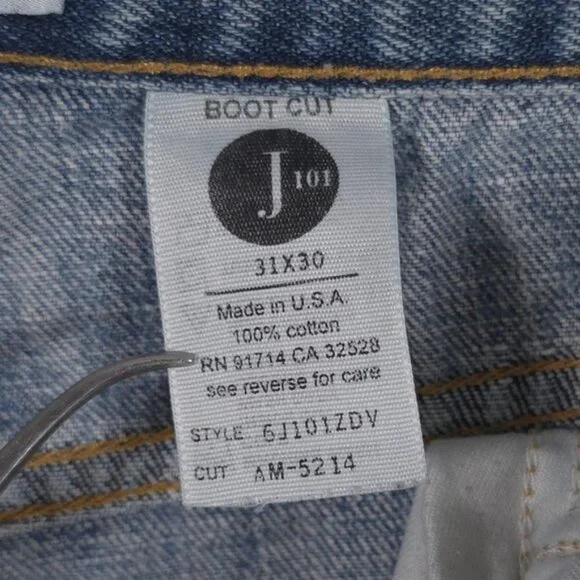 BOOT CUT
J 101
31X30
Made in U.S.A.
100% cotton
RN 91714 CA 32528
see reverse for care
STYLE 6J101ZDV
CUT AM-5214